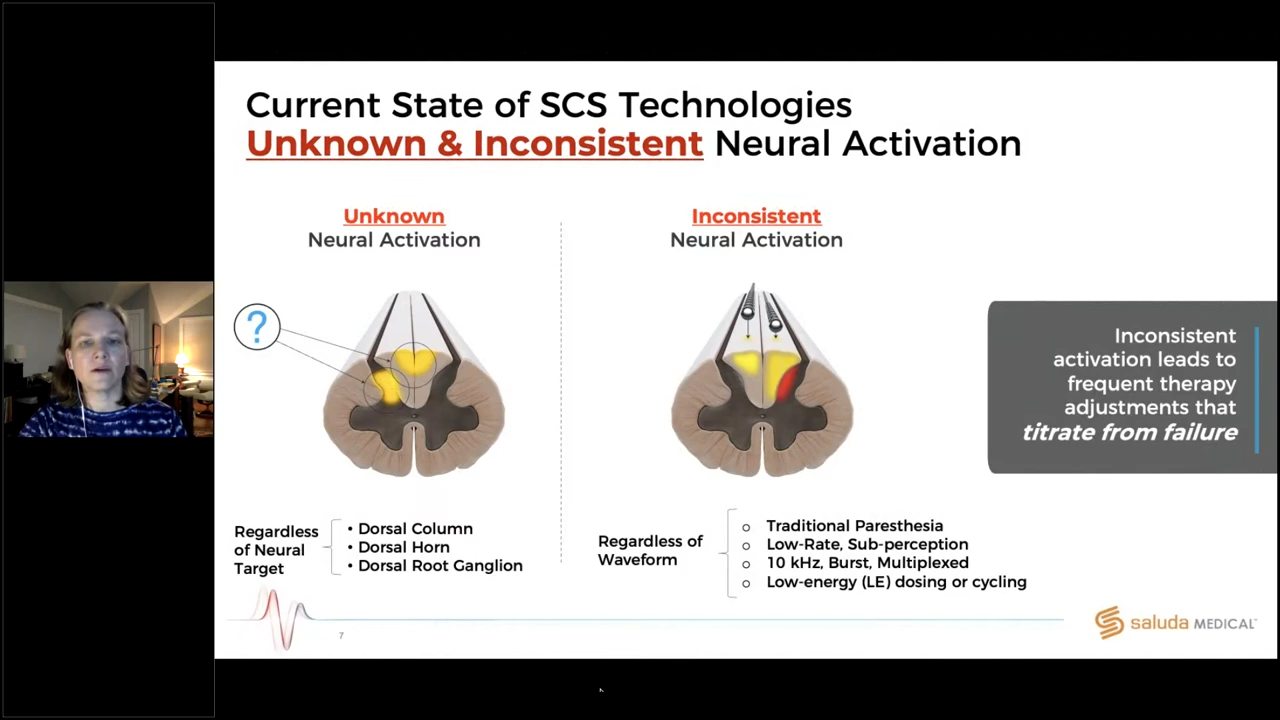 Current State of SCS Technologies
Unknown & Inconsistent Neural Activation
Unknown
Neural Activation
?
Regardless
of Neural
Target
• Dorsal Column
• Dorsal Horn
• Dorsal Root Ganglion
Inconsistent
Neural Activation
Regardless of
Waveform
o Traditional Paresthesia
o Low-Rate, Sub-perception
o 10 kHz, Burst, Multiplexed
o Low-energy (LE) dosing or cycling
Inconsistent
activation leads to
frequent therapy
adjustments that
titrate from failure
7
saluda MEDICAL™